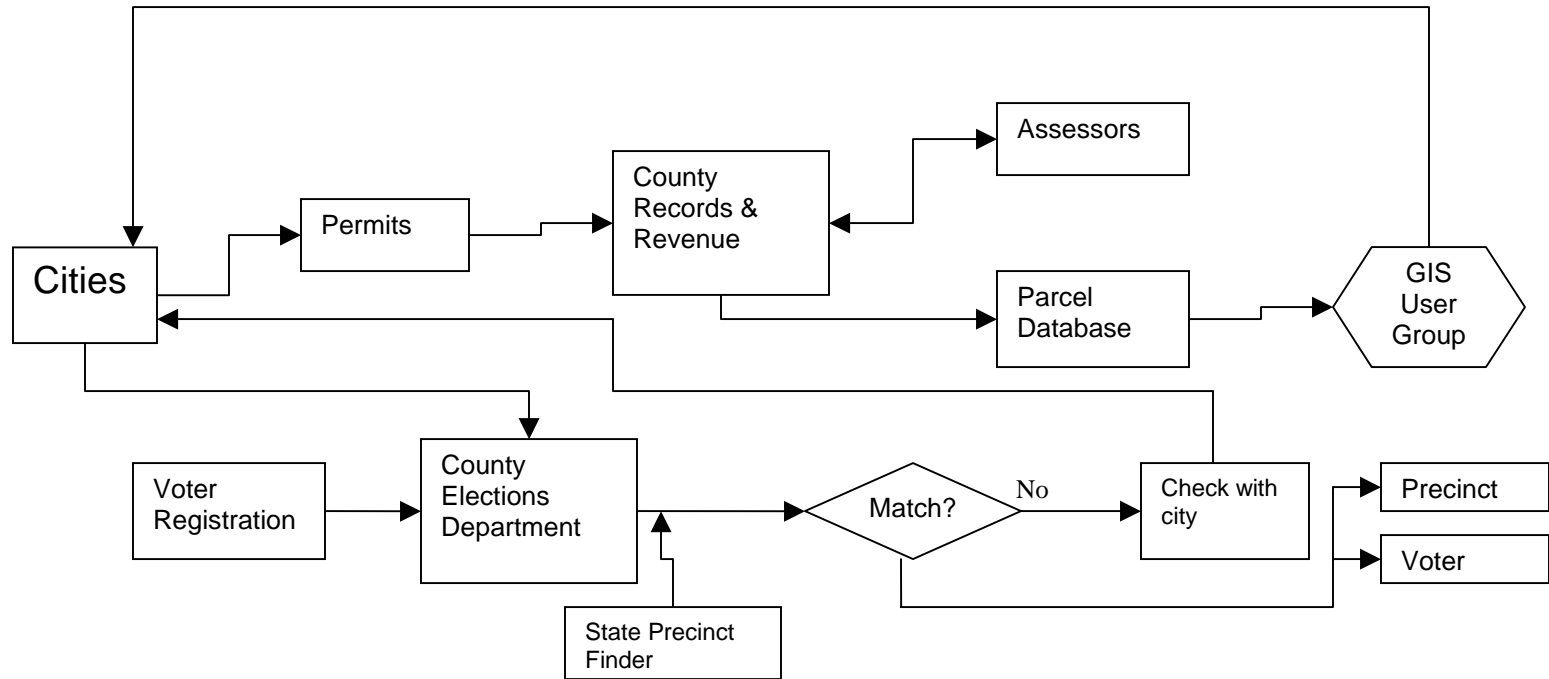 Assessors
County
Records &
Revenue
Permits
Cities
GIS
User
Group
Parcel
Database
Voter
Registration
County
Elections
Department
Match?
No
Check with
city
Precinct
Voter
State Precinct
Finder